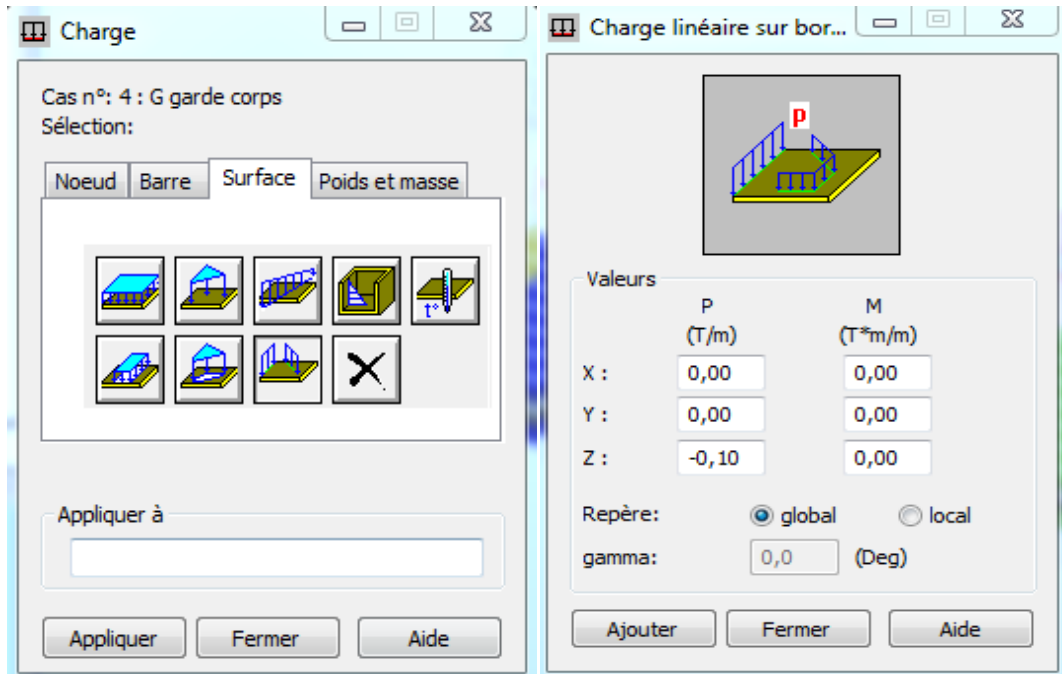 Charge
Cas n°: 4 : G garde corps
Sélection:
Noeud Barre Surface Poids et masse
t°
Appliquer à
Appliquer Fermer Aide
Charge linéaire sur bor...
p
Valeurs
P M
(T/m) (T*m/m)
X : 0,00 0,00
Y : 0,00 0,00
Z : -0,10 0,00
Repère: global local
gamma: 0,0 (Deg)
Ajouter Fermer Aide